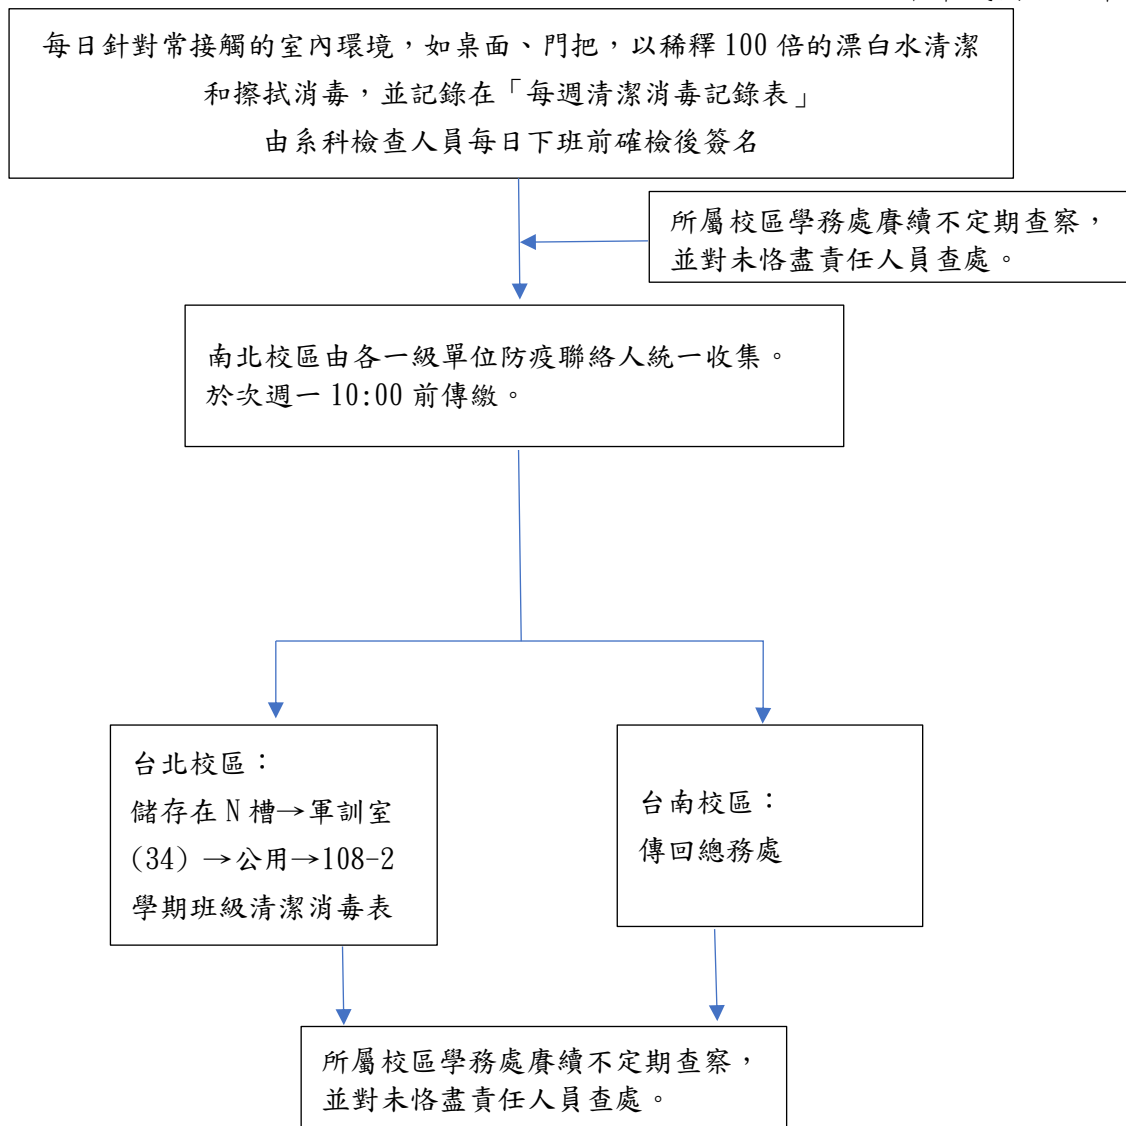 每日針對常接觸的室內環境，如桌面、門把，以稀釋 100 倍的漂白水清潔
和擦拭消毒，並記錄在「每週清潔消毒記錄表」
由系科檢查人員每日下班前確檢後簽名
所屬校區學務處賡續不定期查察，
並對未恪盡責任人員查處。
南北校區由各一級單位防疫聯絡人統一收集。
於次週一 10:00 前傳繳。
台北校區：
儲存在 N 槽→軍訓室
(34) →公用→108-2
學期班級清潔消毒表
台南校區：
傳回總務處
所屬校區學務處賡續不定期查察，
並對未恪盡責任人員查處。